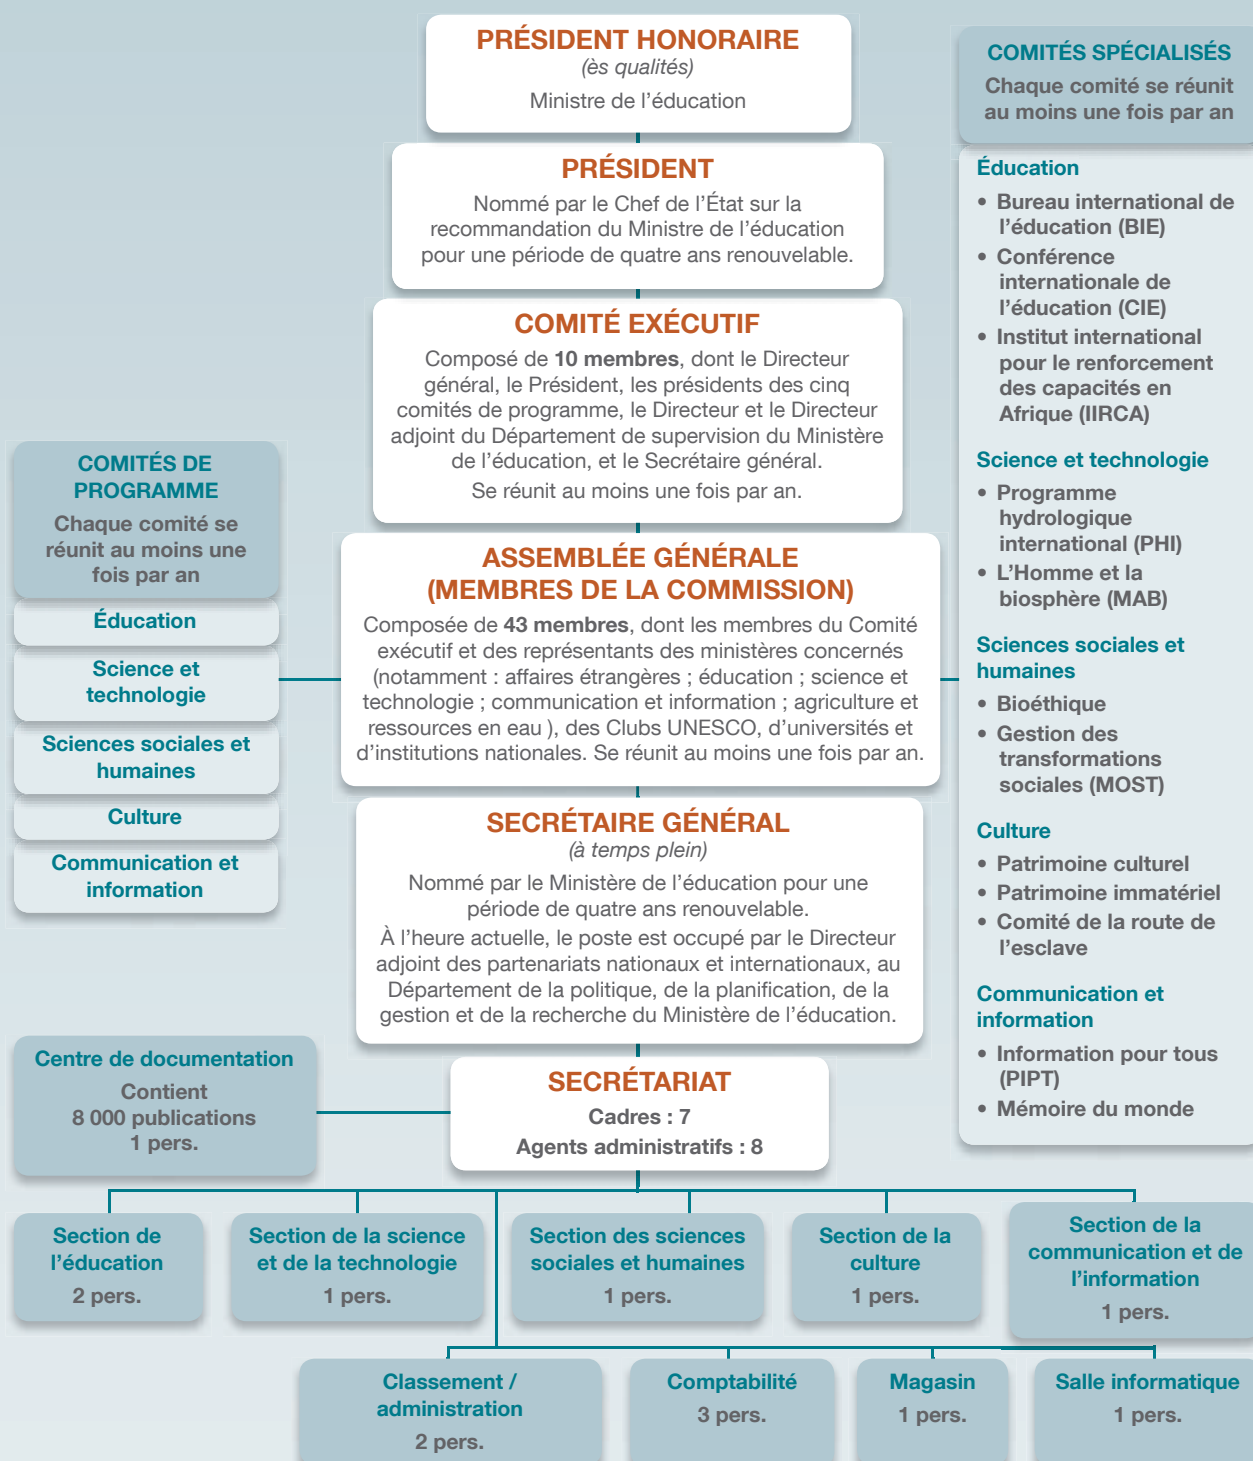 PRÉSIDENT HONORAIRE
(ès qualités)
Ministre de l’éducation
PRÉSIDENT
Nommé par le Chef de l’État sur la
recommandation du Ministre de l’éducation
pour une période de quatre ans renouvelable.
COMITÉ EXÉCUTIF
Composé de 10 membres, dont le Directeur
général, le Président, les présidents des cinq
comités de programme, le Directeur et le Directeur
adjoint du Département de supervision du Ministère
de l’éducation, et le Secrétaire général.
Se réunit au moins une fois par an.
ASSEMBLÉE GÉNÉRALE
(MEMBRES DE LA COMMISSION)
Composée de 43 membres, dont les membres du Comité
exécutif et des représentants des ministères concernés
(notamment : affaires étrangères ; éducation ; science et
technologie ; communication et information ; agriculture et
ressources en eau ), des Clubs UNESCO, d’universités et
d’institutions nationales. Se réunit au moins une fois par an.
SECRÉTAIRE GÉNÉRAL
(à temps plein)
Nommé par le Ministère de l’éducation pour une
période de quatre ans renouvelable.
À l’heure actuelle, le poste est occupé par le Directeur
adjoint des partenariats nationaux et internationaux, au
Département de la politique, de la planification, de la
gestion et de la recherche du Ministère de l’éducation.
SECRÉTARIAT
Cadres : 7
Agents administratifs : 8
COMITÉS DE
PROGRAMME
Chaque comité se
réunit au moins une
fois par an
Éducation
Science et
technologie
Sciences sociales et
humaines
Culture
Communication et
information
COMITÉS SPÉCIALISÉS
Chaque comité se réunit
au moins une fois par an
Éducation
• Bureau international de
l’éducation (BIE)
• Conférence
internationale de
l’éducation (CIE)
• Institut international
pour le renforcement
des capacités en
Afrique (IIRCA)
Science et technologie
• Programme
hydrologique
international (PHI)
• L’Homme et la
biosphère (MAB)
Sciences sociales et
humaines
• Bioéthique
• Gestion des
transformations
sociales (MOST)
Culture
• Patrimoine culturel
• Patrimoine immatériel
• Comité de la route de
l’esclave
Communication et
information
• Information pour tous
(PIPT)
• Mémoire du monde
Centre de documentation
Contient
8 000 publications
1 pers.
Section de
l’éducation
2 pers.
Section de la science
et de la technologie
1 pers.
Section des sciences
sociales et humaines
1 pers.
Section de la
culture
1 pers.
Section de la
communication et de
l’information
1 pers.
Classement /
administration
2 pers.
Comptabilité
3 pers.
Magasin
1 pers.
Salle informatique
1 pers.